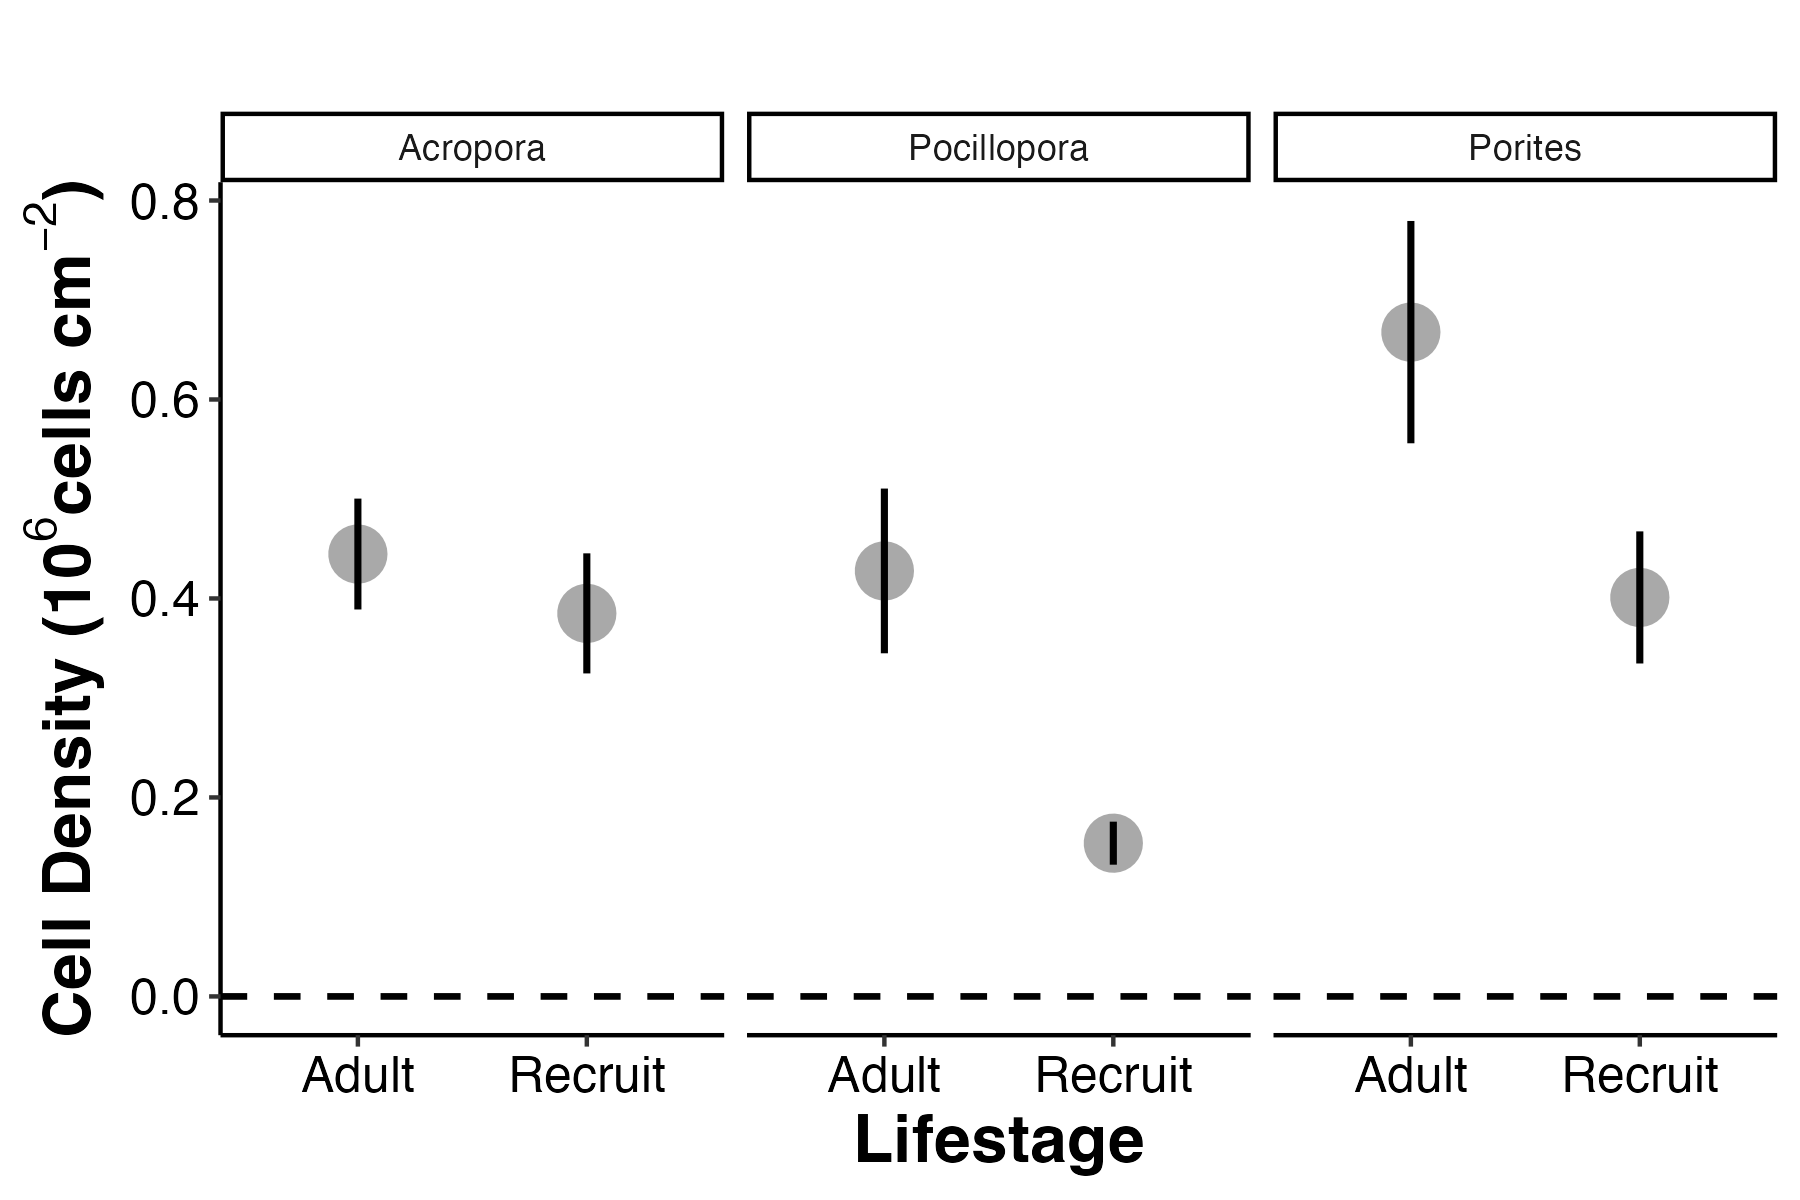 Acropora
Pocillopora
Porites
Cell Density (10⁶cells cm⁻²)
0.8
0.6
0.4
0.2
0.0
Adult Recruit Adult Recruit Adult Recruit
Lifestage